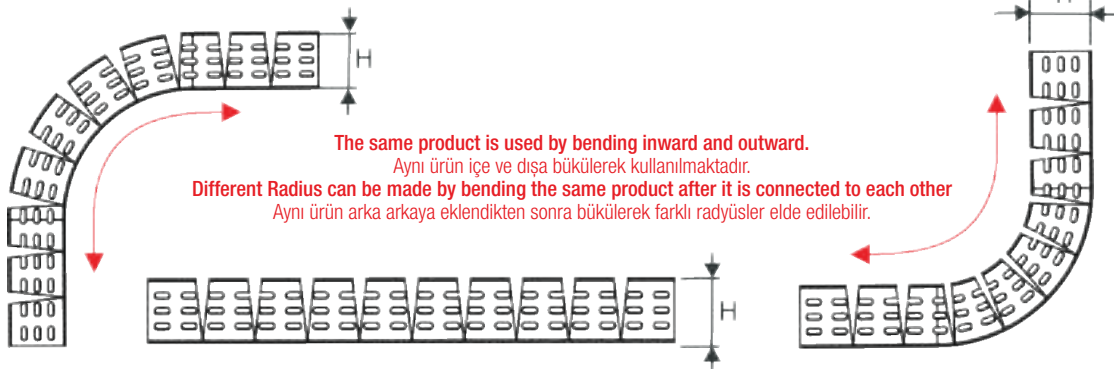 H
H
The same product is used by bending inward and outward.
Aynı ürün içe ve dışa bükülerek kullanılmaktadır.
Different Radius can be made by bending the same product after it is connected to each other
Aynı ürün arka arkaya eklendikten sonra bükülerek farklı radyüsler elde edilebilir.
H